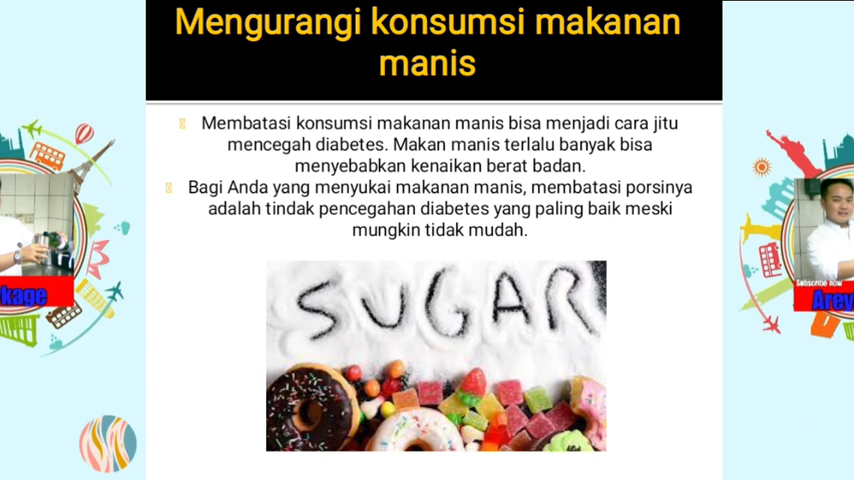 Mengurangi konsumsi makanan
manis
Membatasi konsumsi makanan manis bisa menjadi cara jitu
mencegah diabetes. Makan manis terlalu banyak bisa
menyebabkan kenaikan berat badan.
Bagi Anda yang menyukai makanan manis, membatasi porsinya
adalah tindak pencegahan diabetes yang paling baik meski
mungkin tidak mudah.
SUGAR
kage
Subscribe now
Arev